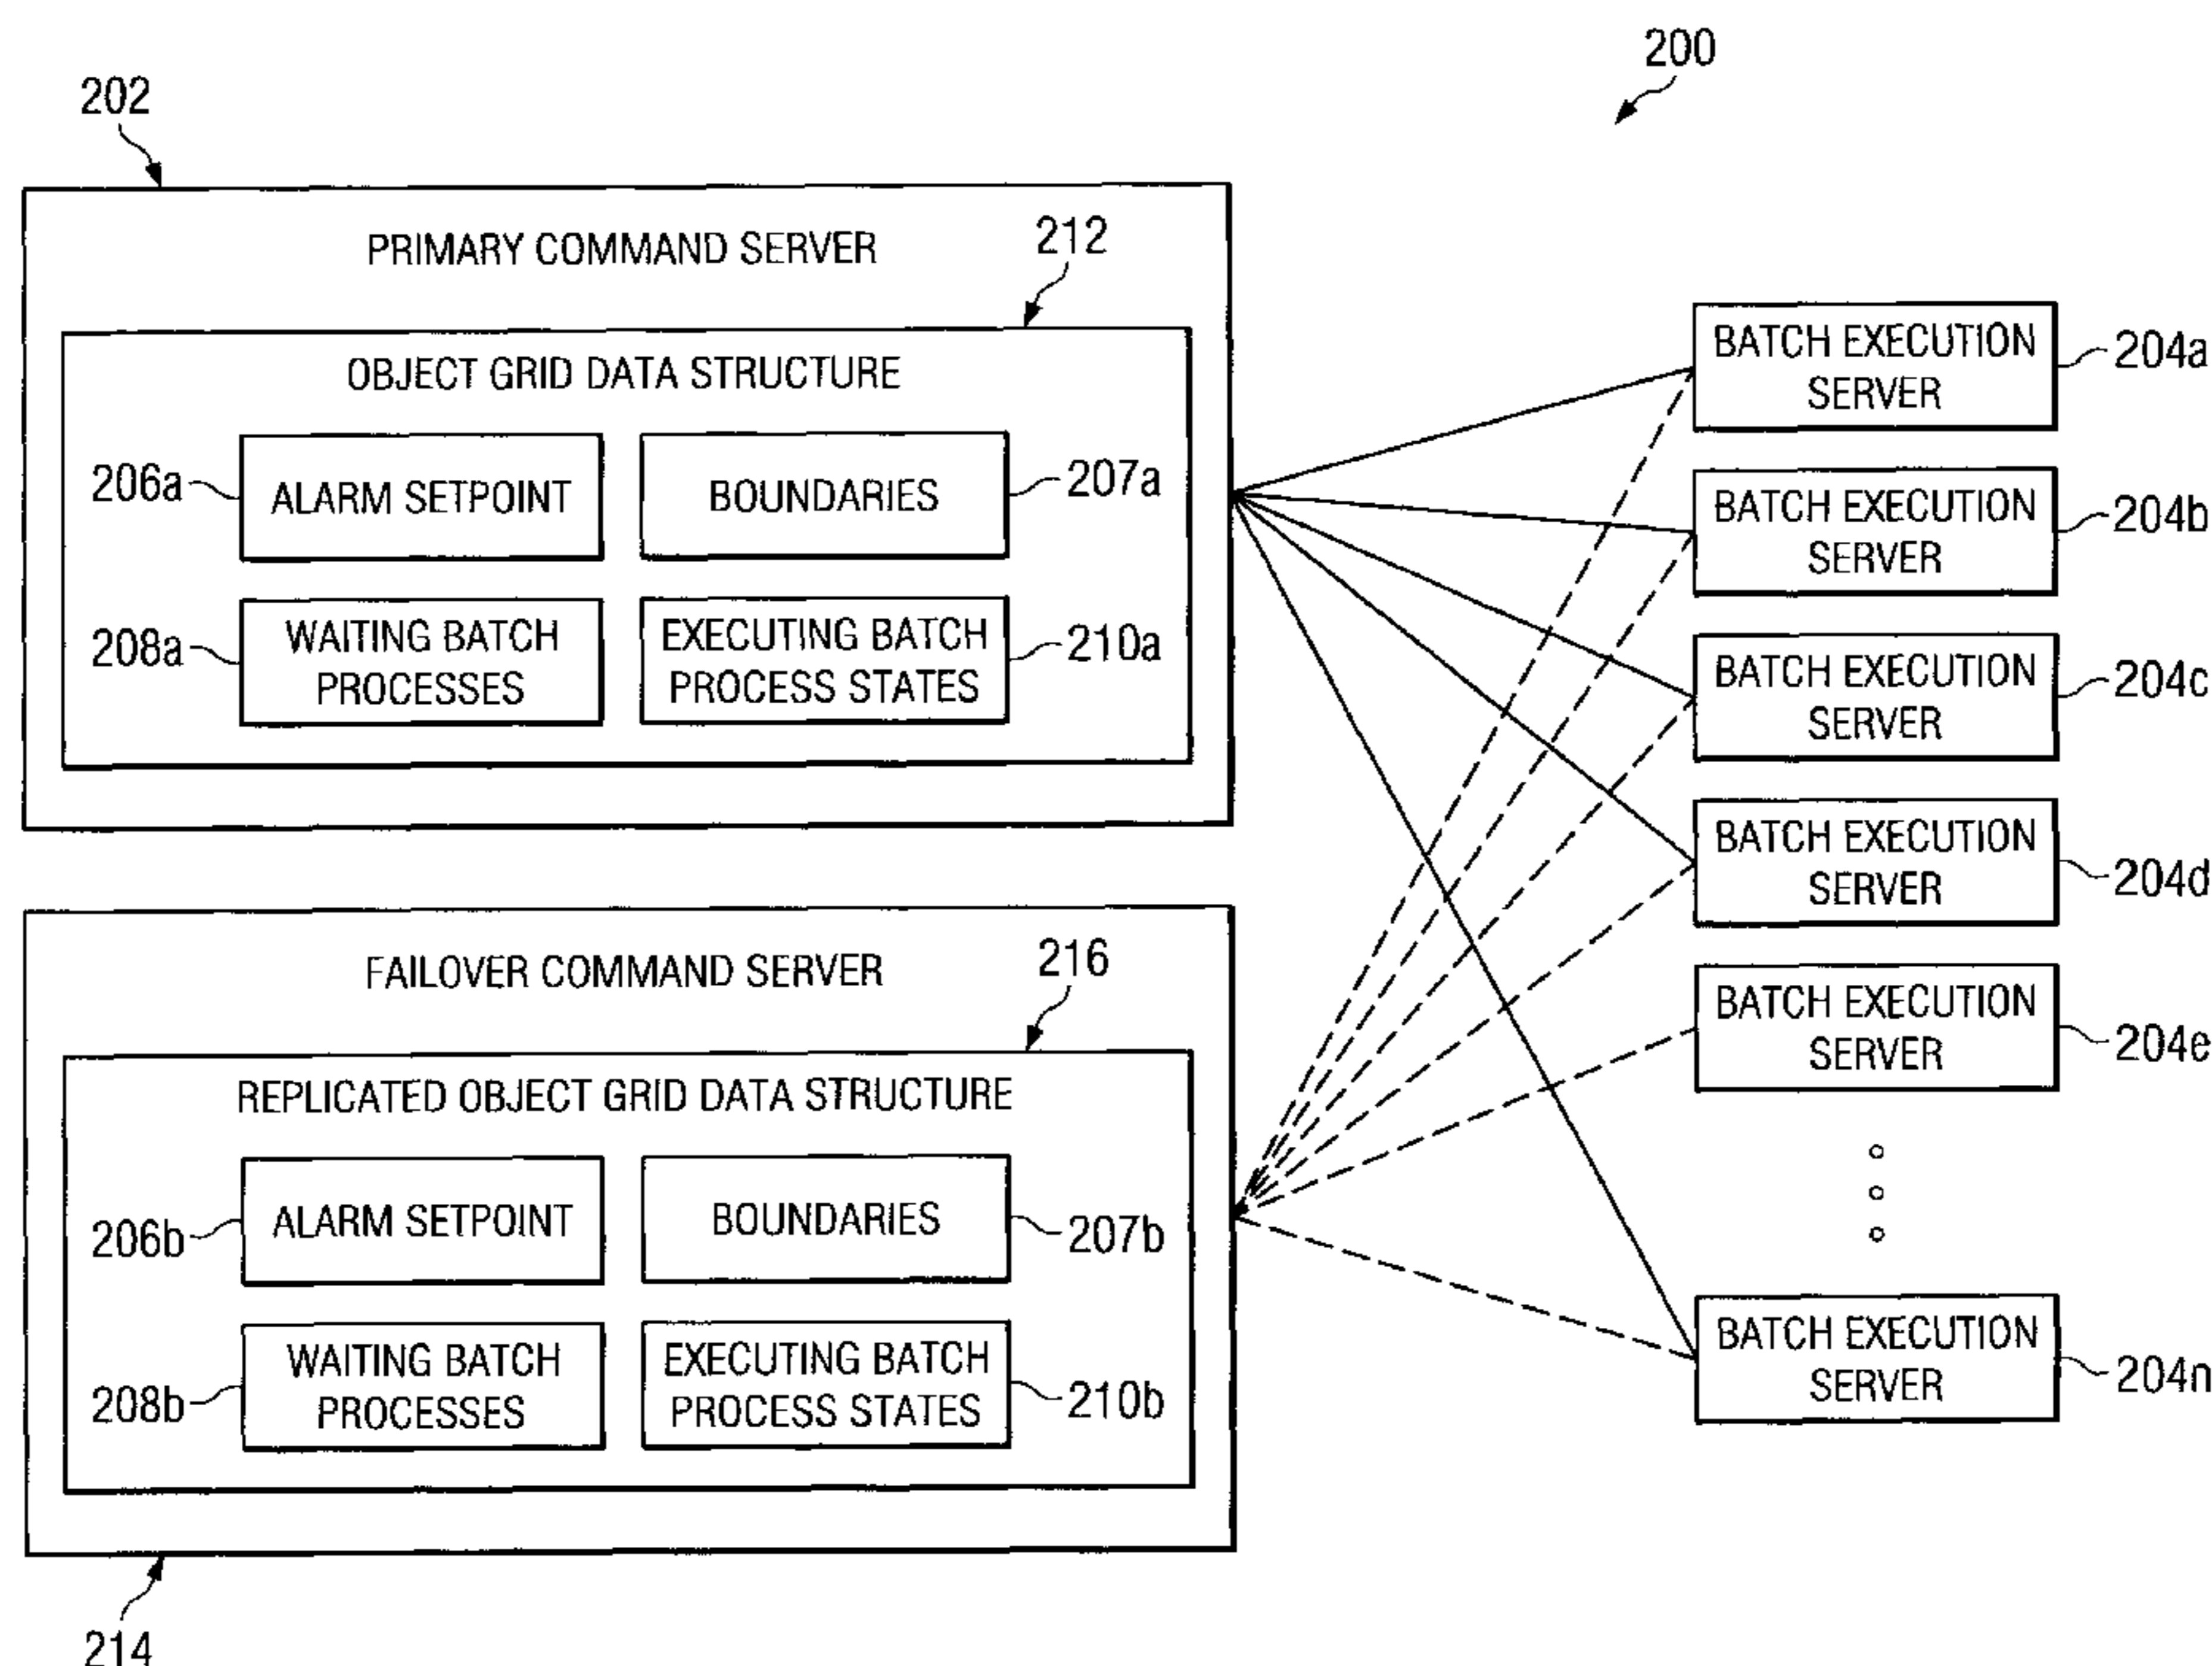 200
202
PRIMARY COMMAND SERVER
212
OBJECT GRID DATA STRUCTURE
206a
ALARM SETPOINT
BOUNDARIES
207a
208a
WAITING BATCH
PROCESSES
EXECUTING BATCH
PROCESS STATES
210a
FAILOVER COMMAND SERVER
216
REPLICATED OBJECT GRID DATA STRUCTURE
206b
ALARM SETPOINT
BOUNDARIES
207b
208b
WAITING BATCH
PROCESSES
EXECUTING BATCH
PROCESS STATES
210b
214
BATCH EXECUTION
SERVER
204a
BATCH EXECUTION
SERVER
204b
BATCH EXECUTION
SERVER
204c
BATCH EXECUTION
SERVER
204d
BATCH EXECUTION
SERVER
204e
BATCH EXECUTION
SERVER
204n